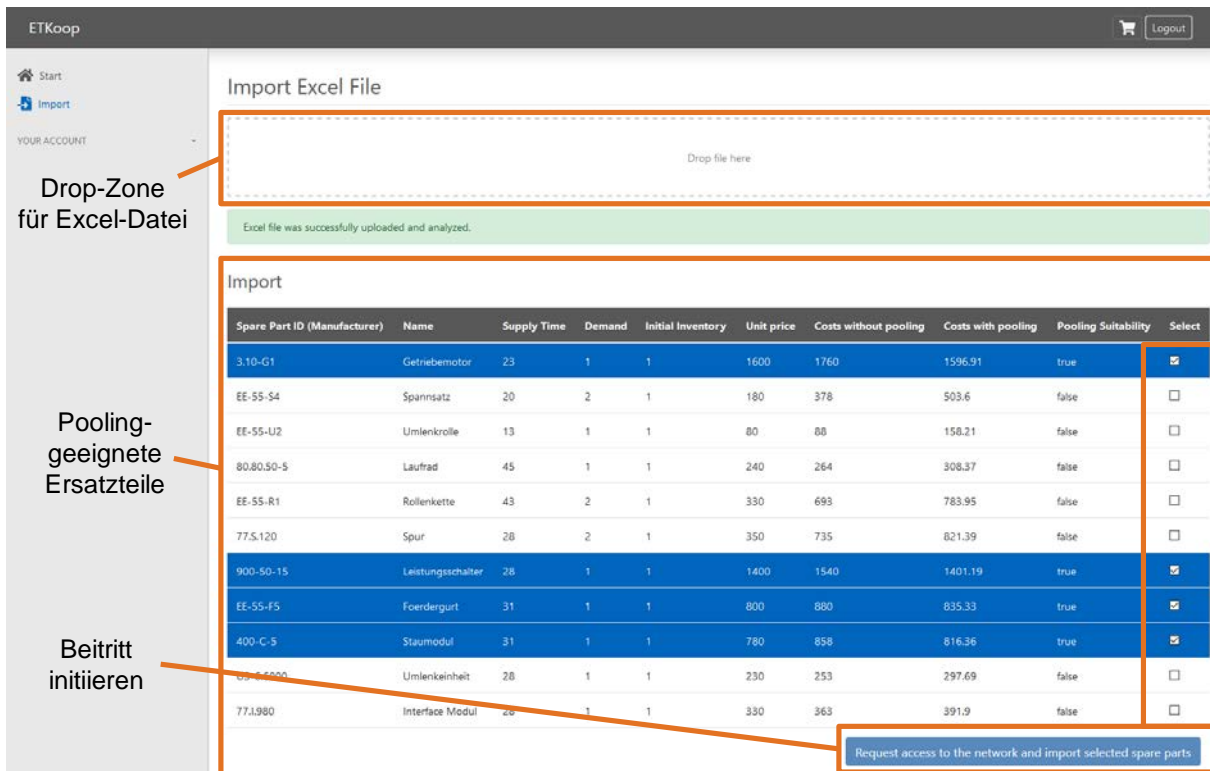 ETKoop
Logout
Start
Import
YOUR ACCOUNT
Import Excel File
Drop file here
Drop-Zone
für Excel-Datei
Excel file was successfully uploaded and analyzed.
Import
Spare Part ID (Manufacturer) Name Supply Time Demand Initial Inventory Unit price Costs without pooling Costs with pooling Pooling Suitability Select
3.10-G1 Getriebemotor 23 1 1 1600 1760 1596.91 true
EE-55-S4 Spannsatz 20 2 1 180 378 503.6 false
EE-55-U2 Umlenkrolle 13 1 1 80 88 158.21 false
80.80.50-5 Laufrad 45 1 1 240 264 308.37 false
EE-55-R1 Rollenkette 43 2 1 330 693 783.95 false
77.S.120 Spur 28 2 1 350 735 821.39 false
900-50-15 Leistungsschalter 28 1 1 1400 1540 1401.19 true
EE-55-F5 Foerdergurt 31 1 1 800 880 835.33 true
400-C-5 Staumodul 31 1 1 780 858 816.36 true
Umlenkeinheit 28 1 1 230 253 297.69 false
77.I.980 Interface Modul 28 1 1 330 363 391.9 false
Pooling-
geeignete
Ersatzteile
Beitritt
initiieren
Request access to the network and import selected spare parts